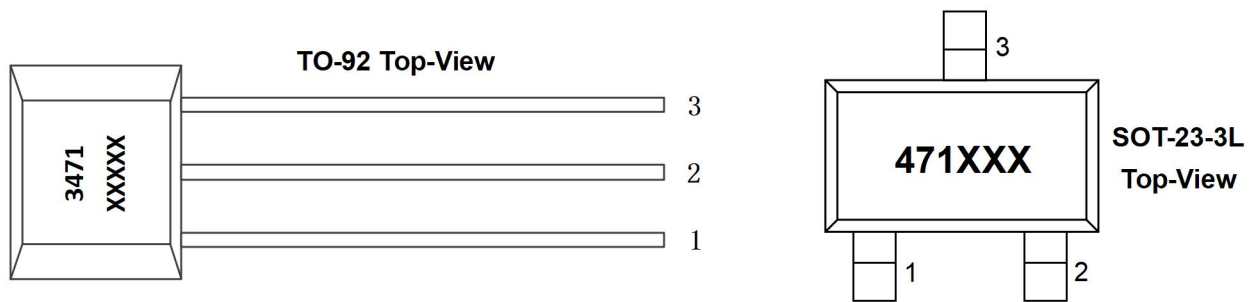 TO-92 Top-View
3471
XXXXX
3
2
1
3
471XXX
1
2
SOT-23-3L
Top-View